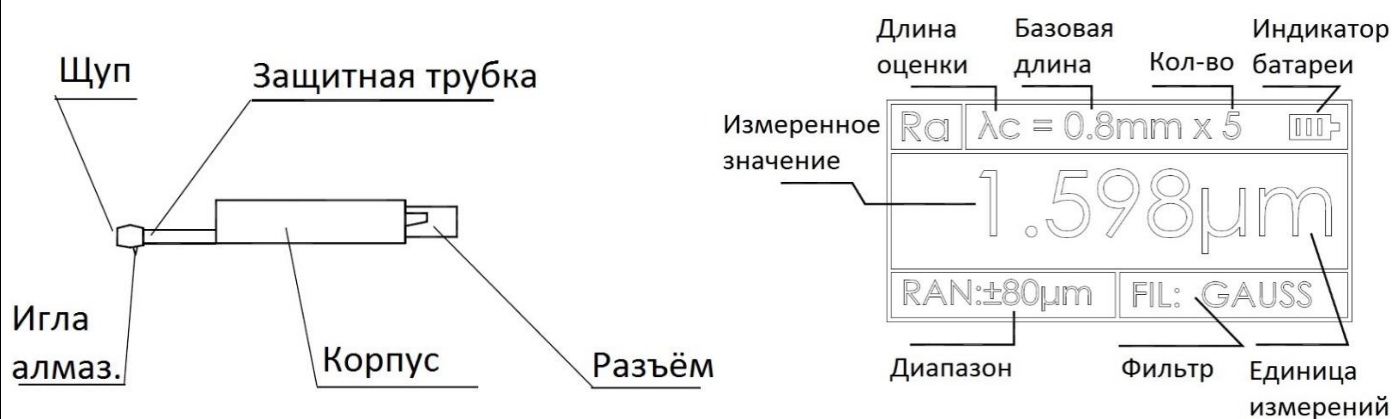 Щуп
Защитная трубка
Игла
алмаз.
Корпус
Разъём
Длина
оценки
Базовая
длина
Кол-во
Индикатор
батареи
Измеренное
значение
Ra λc = 0.8mm x 5
1.598µm
RAN:±80µm FIL: GAUSS
Диапазон
Фильтр
Единица
измерений